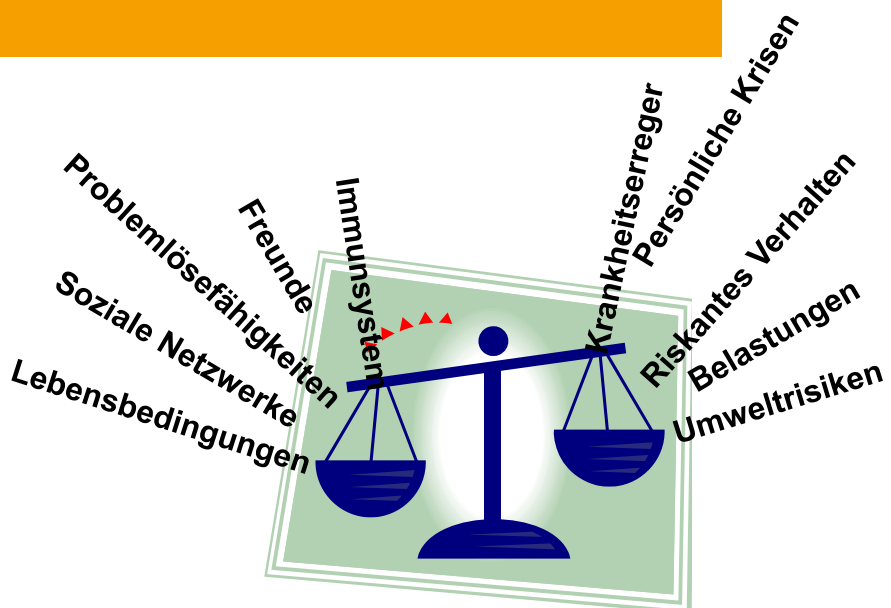 Immunsystem
Freunde
Problemlösefähigkeiten
Soziale Netzwerke
Lebensbedingungen
Krankheitserreger
Persönliche Krisen
Riskantes Verhalten
Belastungen
Umweltrisiken